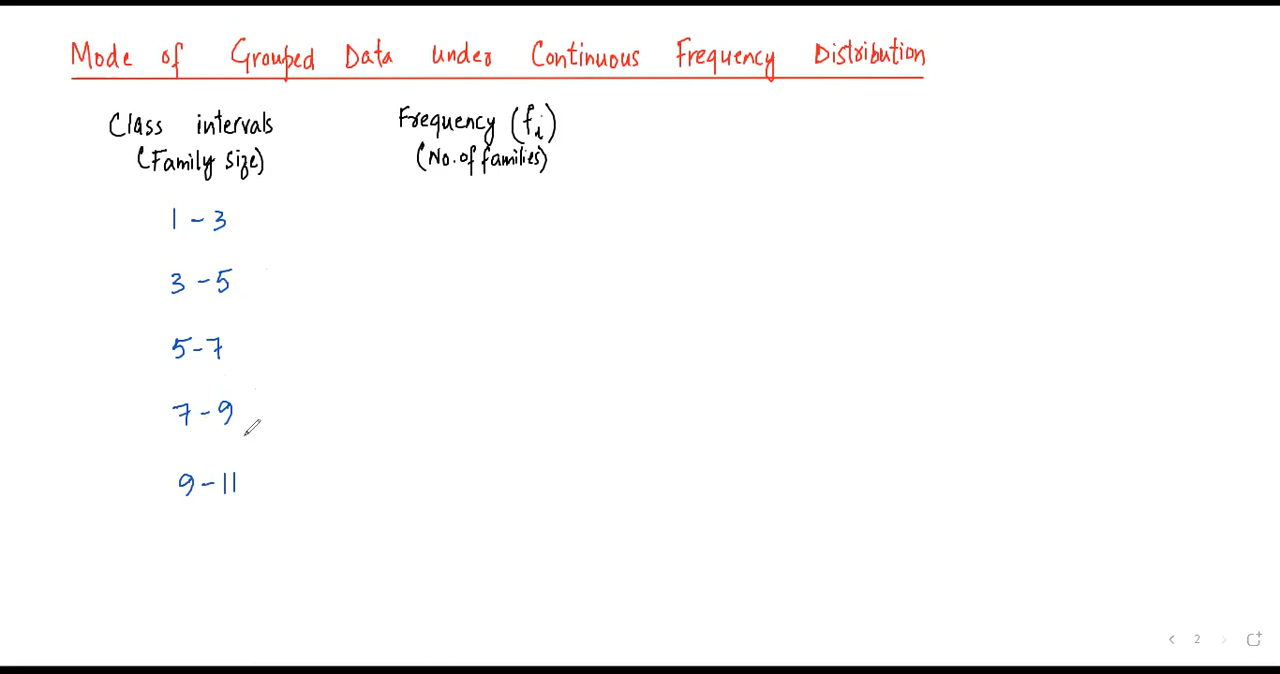 Mode of Grouped Data under Continuous Frequency Distribution
Class intervals Frequency (fi)
(Family size) (No. of families)
1 - 3
3 - 5
5 - 7
7 - 9
9 - 11
2